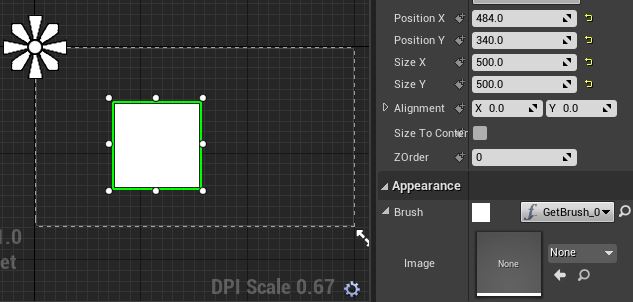 Position X 484.0
Position Y 340.0
Size X 500.0
Size Y 500.0
Alignment X 0.0 Y 0.0
Size To Conter
ZOrder 0
Appearance
Brush GetBrush_0
Image None None
1.0
et
DPI Scale 0.67